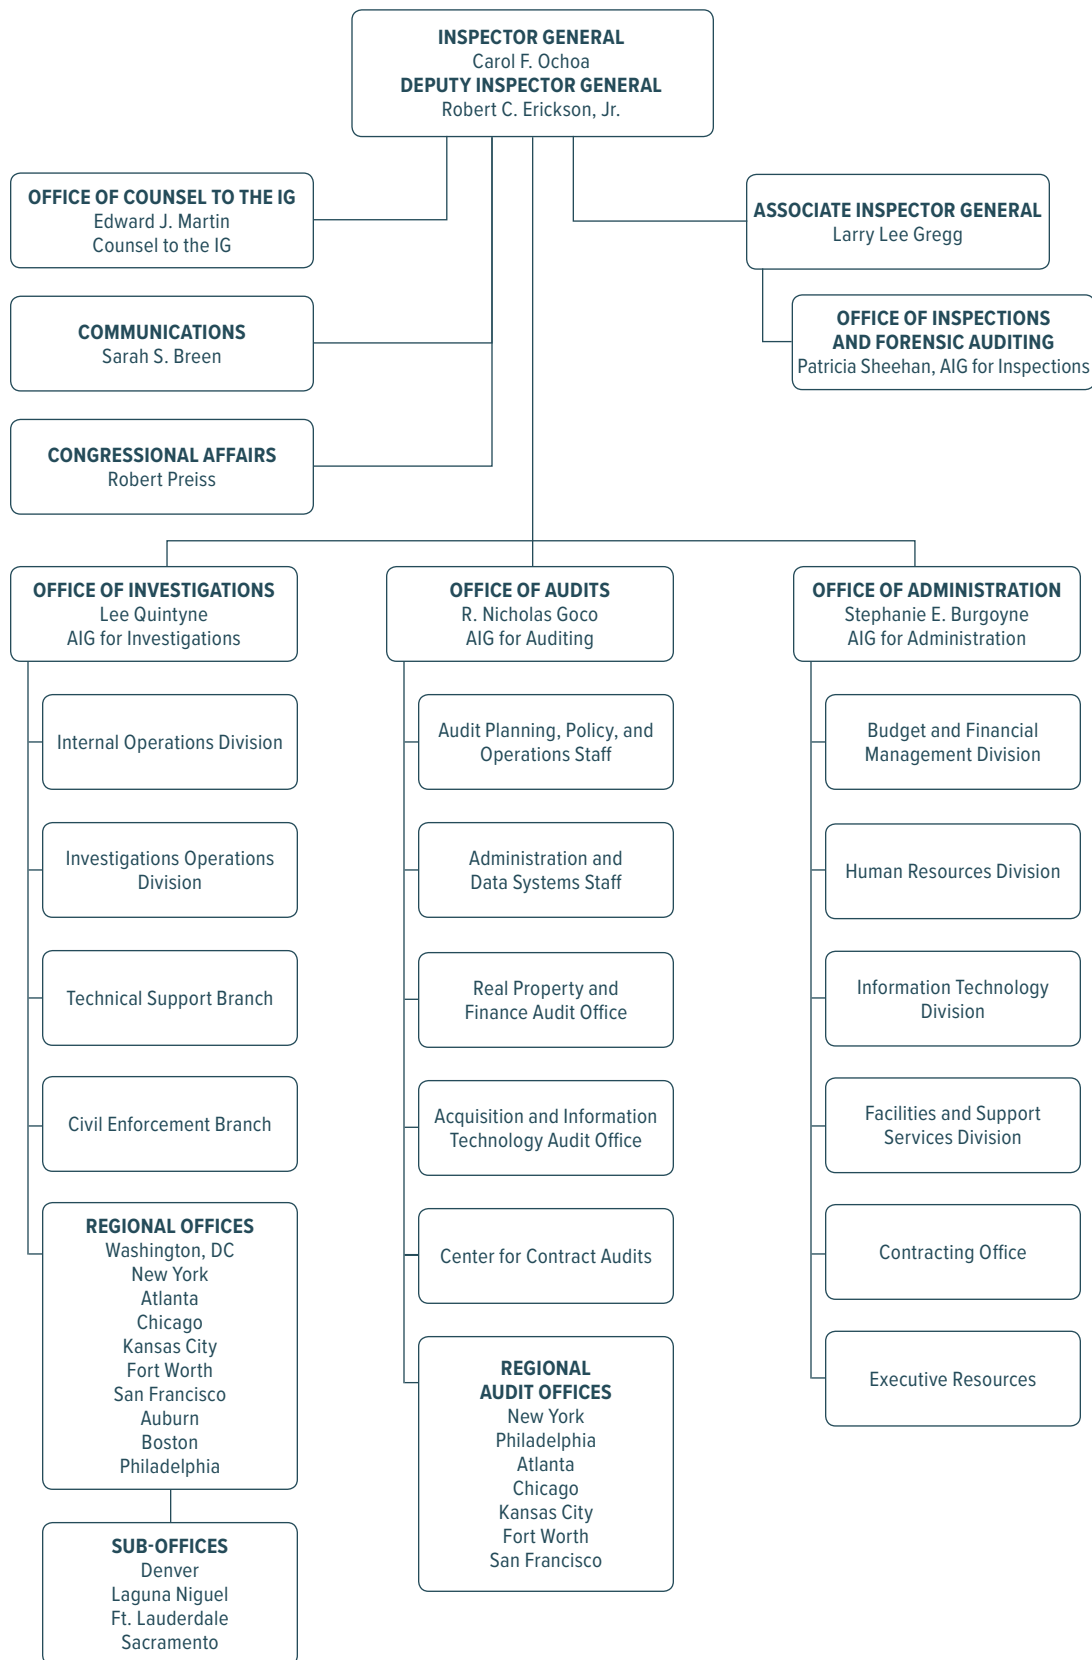 INSPECTOR GENERAL
Carol F. Ochoa
DEPUTY INSPECTOR GENERAL
Robert C. Erickson, Jr.
OFFICE OF COUNSEL TO THE IG
Edward J. Martin
Counsel to the IG
ASSOCIATE INSPECTOR GENERAL
Larry Lee Gregg
COMMUNICATIONS
Sarah S. Breen
OFFICE OF INSPECTIONS
AND FORENSIC AUDITING
Patricia Sheehan, AIG for Inspections
CONGRESSIONAL AFFAIRS
Robert Preiss
OFFICE OF INVESTIGATIONS
Lee Quintyne
AIG for Investigations
Internal Operations Division
Investigations Operations
Division
Technical Support Branch
Civil Enforcement Branch
REGIONAL OFFICES
Washington, DC
New York
Atlanta
Chicago
Kansas City
Fort Worth
San Francisco
Auburn
Boston
Philadelphia
SUB-OFFICES
Denver
Laguna Niguel
Ft. Lauderdale
Sacramento
OFFICE OF AUDITS
R. Nicholas Goco
AIG for Auditing
Audit Planning, Policy, and
Operations Staff
Administration and
Data Systems Staff
Real Property and
Finance Audit Office
Acquisition and Information
Technology Audit Office
Center for Contract Audits
REGIONAL
AUDIT OFFICES
New York
Philadelphia
Atlanta
Chicago
Kansas City
Fort Worth
San Francisco
OFFICE OF ADMINISTRATION
Stephanie E. Burgoyne
AIG for Administration
Budget and Financial
Management Division
Human Resources Division
Information Technology
Division
Facilities and Support
Services Division
Contracting Office
Executive Resources